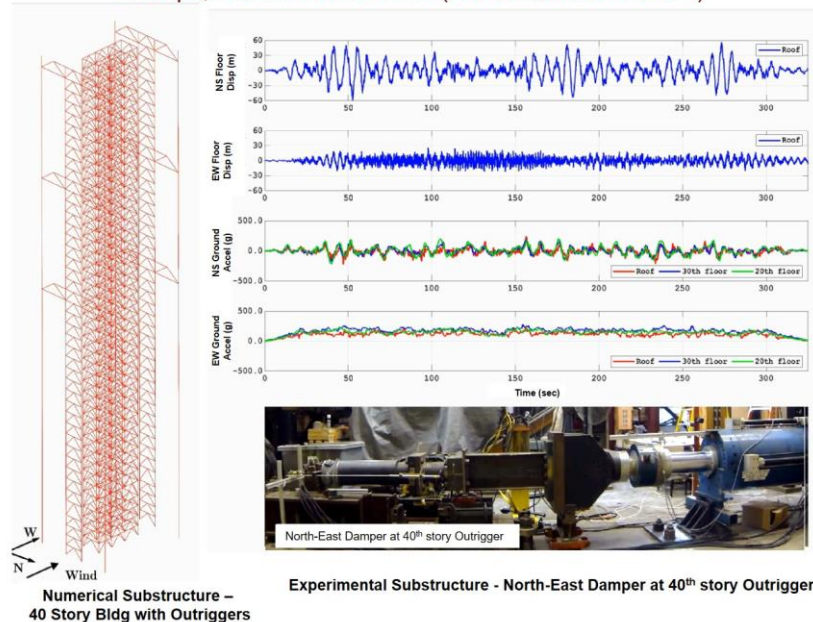 NS Floor
Disp (m)
60
30
0
-30
-60
Roof
0 50 100 150 200 250 300
EW Floor
Disp (m)
60
30
0
-30
-60
Roof
0 50 100 150 200 250 300
NS Ground
Accel (g)
500.0
0.0
-500.0
Roof 30th floor 20th floor
0 50 100 150 200 250 300
EW Ground
Accel (g)
500.0
0.0
-500.0
Roof 30th floor 20th floor
0 50 100 150 200 250 300
Time (sec)
W
N
Wind
North-East Damper at 40th story Outrigger
Numerical Substructure –
40 Story Bldg with Outriggers
Experimental Substructure - North-East Damper at 40th story Outrigger